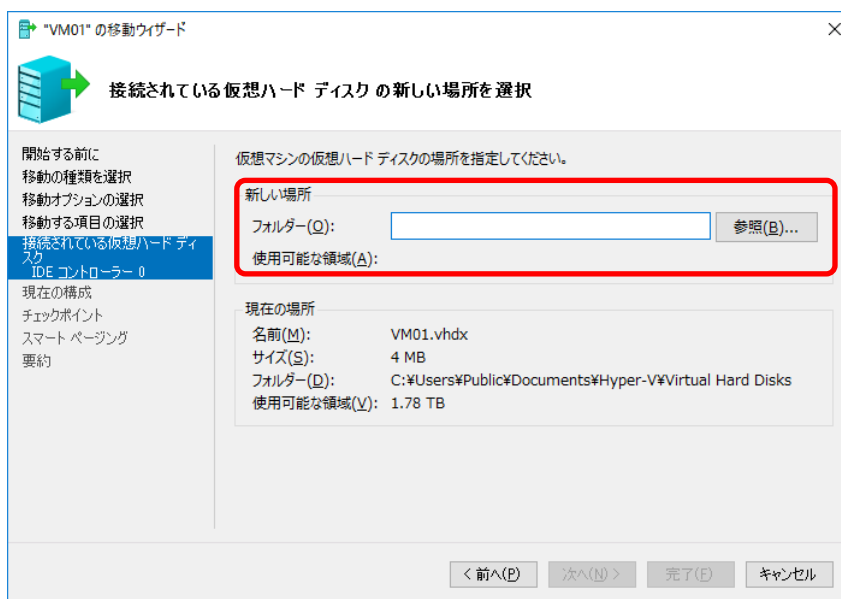 "VM01" の移動ウィザード
接続されている仮想ハード ディスク の新しい場所を選択
開始する前に
移動の種類を選択
移動オプションの選択
移動する項目の選択
接続されている仮想ハード ディ
スク
IDE コントローラー 0
現在の構成
チェックポイント
スマート ページング
要約
仮想マシンの仮想ハード ディスクの場所を指定してください。
新しい場所
フォルダー(O):
参照(B)...
使用可能な領域(A):
現在の場所
名前(M): VM01.vhdx
サイズ(S): 4 MB
フォルダー(D): C:¥Users¥Public¥Documents¥Hyper-V¥Virtual Hard Disks
使用可能な領域(V): 1.78 TB
< 前へ(P) 次へ(N) > 完了(F) キャンセル